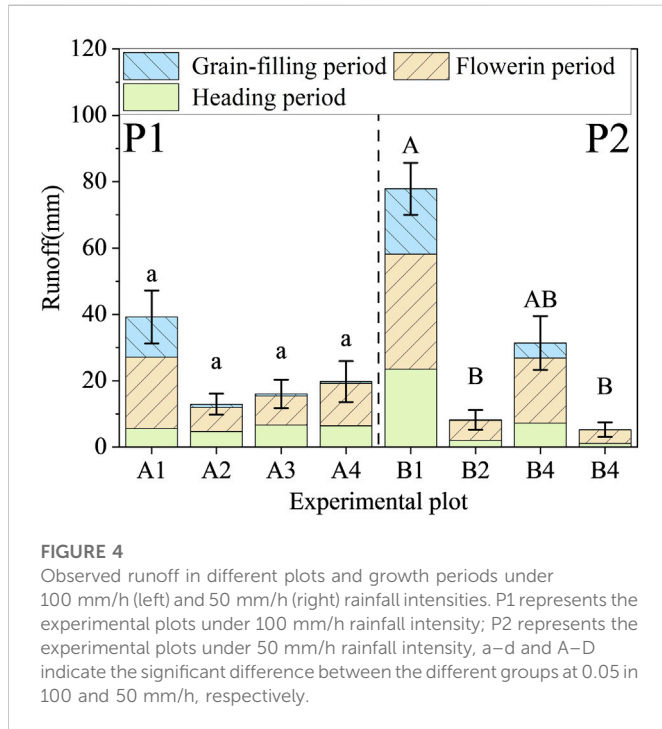 120
100
80
60
40
20
0
Runoff(mm)
Grain-filling period
Flowerin period
Heading period
P1
P2
a
a
a
a
A
B
AB
B
A1
A2
A3
A4
B1
B2
B4
B4
Experimental plot
FIGURE 4
Observed runoff in different plots and growth periods under
100 mm/h (left) and 50 mm/h (right) rainfall intensities. P1 represents the
experimental plots under 100 mm/h rainfall intensity; P2 represents the
experimental plots under 50 mm/h rainfall intensity, a–d and A–D
indicate the significant difference between the different groups at 0.05 in
100 and 50 mm/h, respectively.